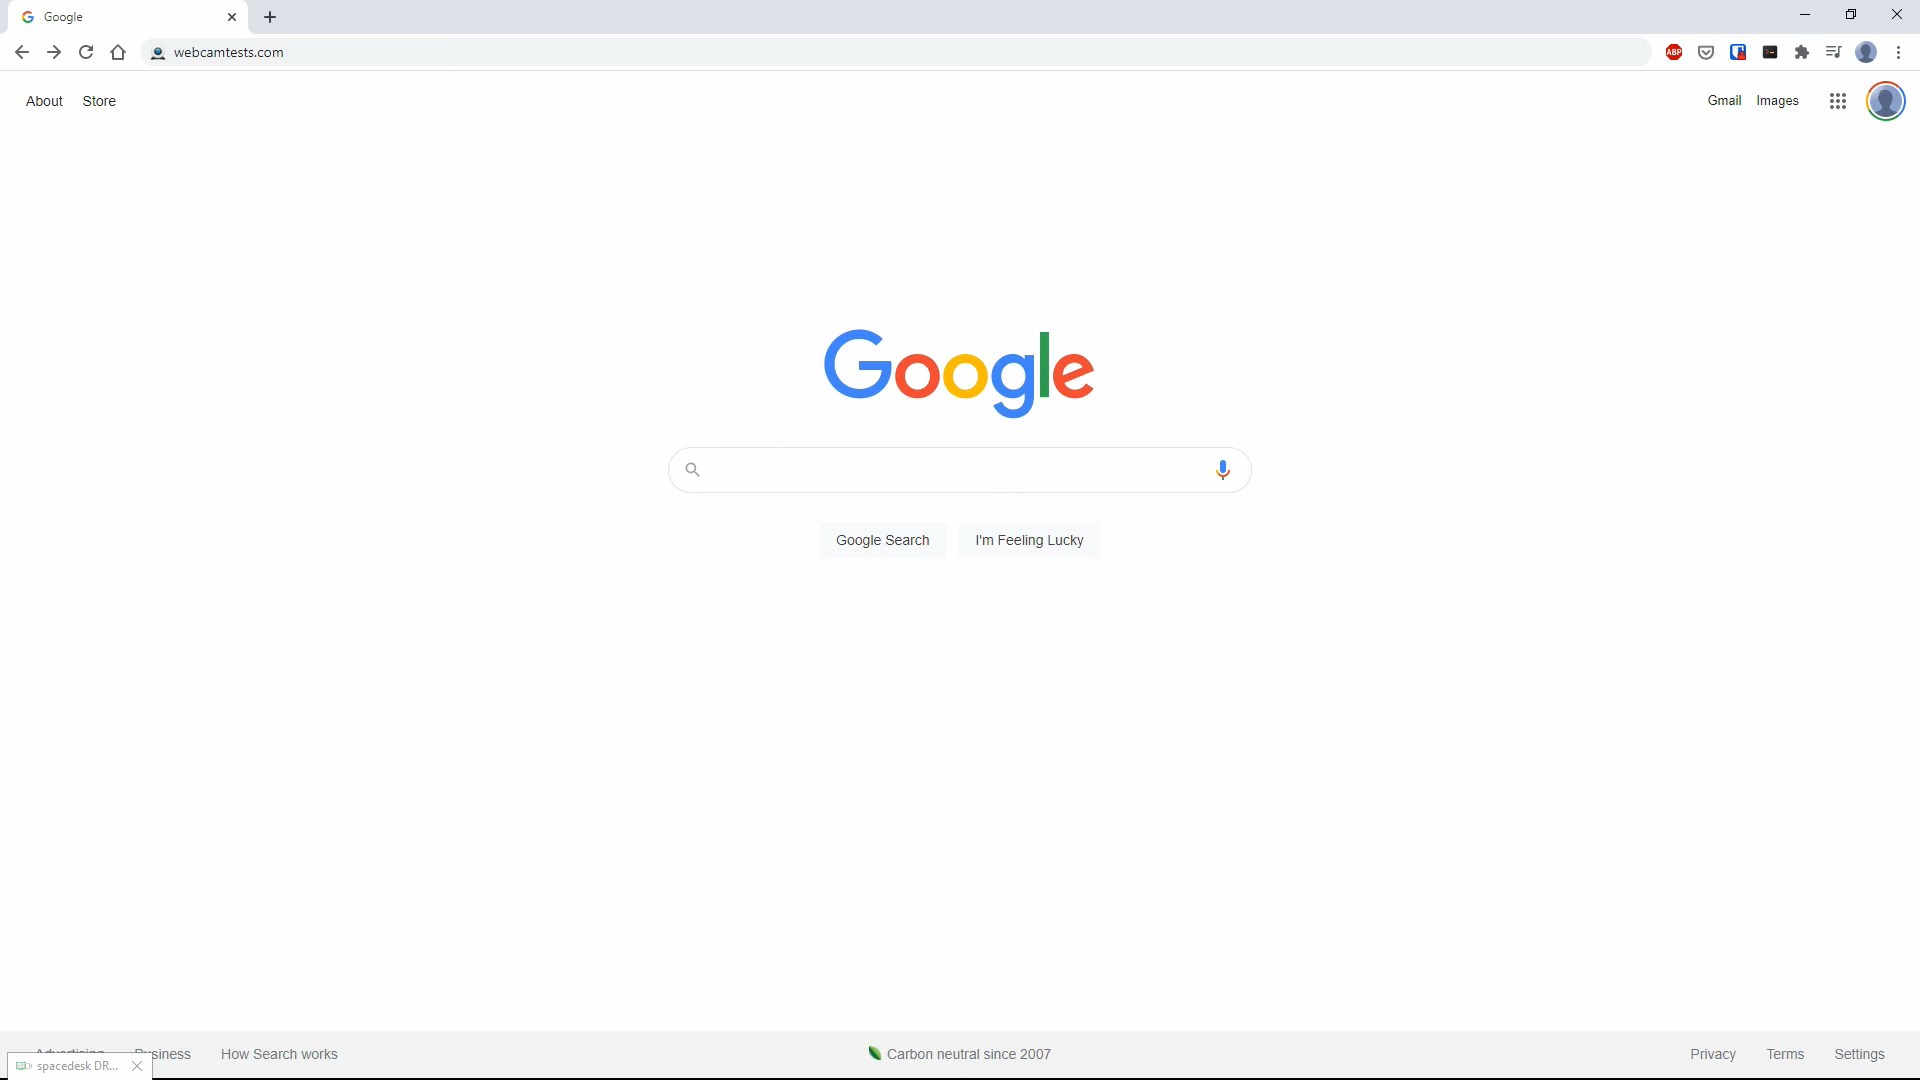 Google
webcamtests.com
ABP
About Store
Gmail Images
Google
Google Search I'm Feeling Lucky
Advertising Business How Search works
Carbon neutral since 2007
Privacy Terms Settings
spacedesk DR...